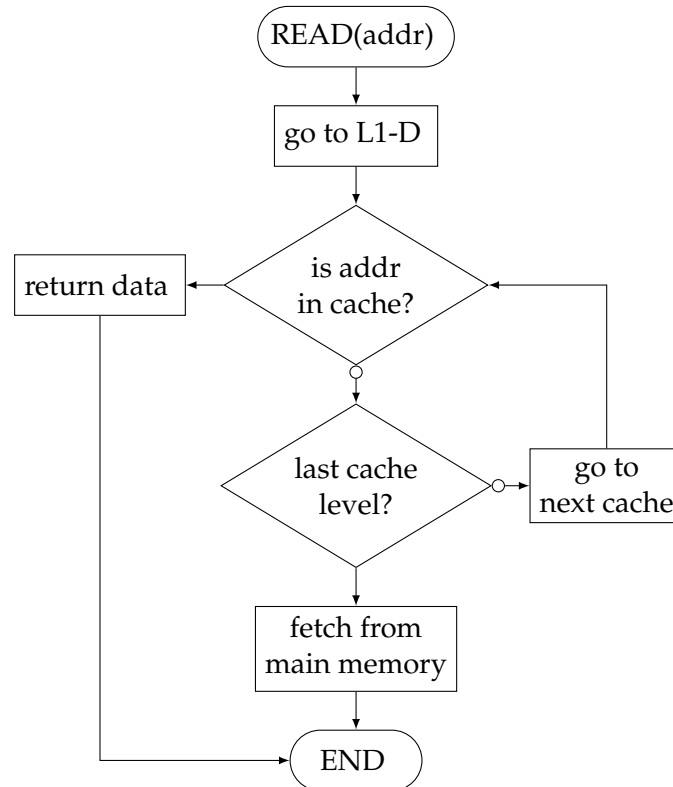 READ(addr)
go to L1-D
is addr
in cache?
return data
last cache
level?
go to
next cache
fetch from
main memory
END